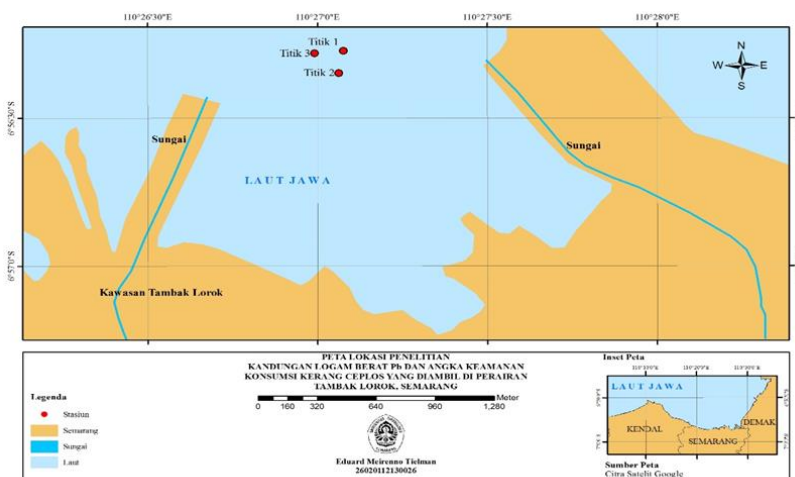 110°26'30"E 110°27'0"E 110°27'30"E 110°28'0"E
Titik 1
Titik 3
Titik 2
N
W E
S
6°56'30"S
Sungai
Sungai
LAUT JAWA
6°57'0"S
Kawasan Tambak Lorok
PETA LOKASI PENELITIAN
KANDUNGAN LOGAM BERAT Pb DAN ANGKA KEAMANAN
KONSUMSI KERANG CEPLOS YANG DIAMBIL DI PERAIRAN
TAMBAK LOROK, SEMARANG
Meter
0 160 320 640 960 1,280
Eduard Meirenno Tielman
26020112130026
Legenda
Stasiun
Semarang
Sungai
Laut
Inset Peta
LAUT JAWA
KENDAL
SEMARANG
DEMAK
Sumber Peta
Citra Satelit Google